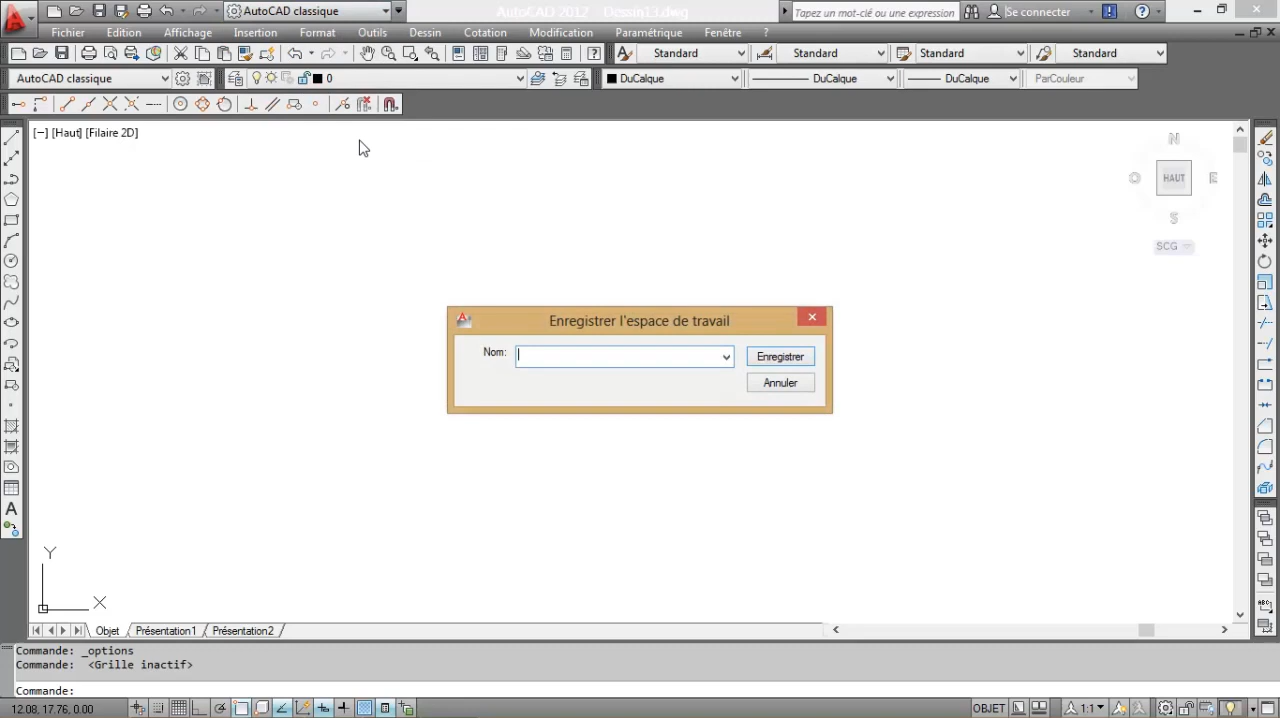 AutoCAD classique
AutoCAD 2012 Dessin13.dwg
Tapez un mot-clé ou une expression
Se connecter
?
Fichier Edition Affichage Insertion Format Outils Dessin Cotation Modification Paramétrique Fenêtre ?
Standard Standard Standard Standard
AutoCAD classique 0 DuCalque DuCalque DuCalque ParCouleur
[−] [Haut] [Filaire 2D]
N
O HAUT E
S
SCG
Enregistrer l'espace de travail
Nom: Enregistrer
Annuler
A
Y
X
Objet Présentation1 Présentation2
Commande: _options
Commande: <Grille inactif>
Commande:
12.08, 17.76, 0.00 OBJET 1:1